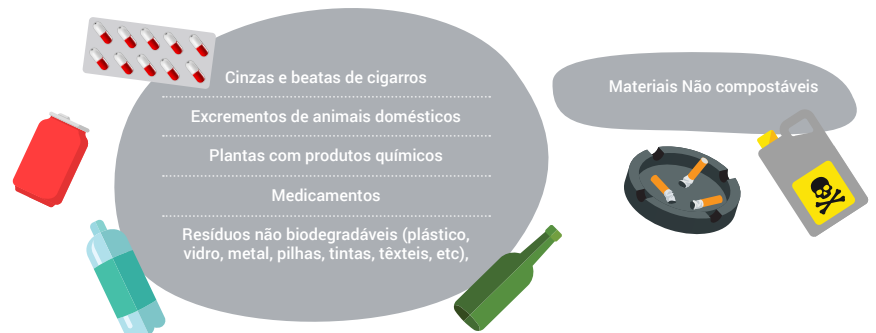 Cinzas e beatas de cigarros
Excrementos de animais domésticos
Plantas com produtos químicos
Medicamentos
Resíduos não biodegradáveis (plástico,
vidro, metal, pilhas, tintas, têxteis, etc),
Materiais Não compostáveis